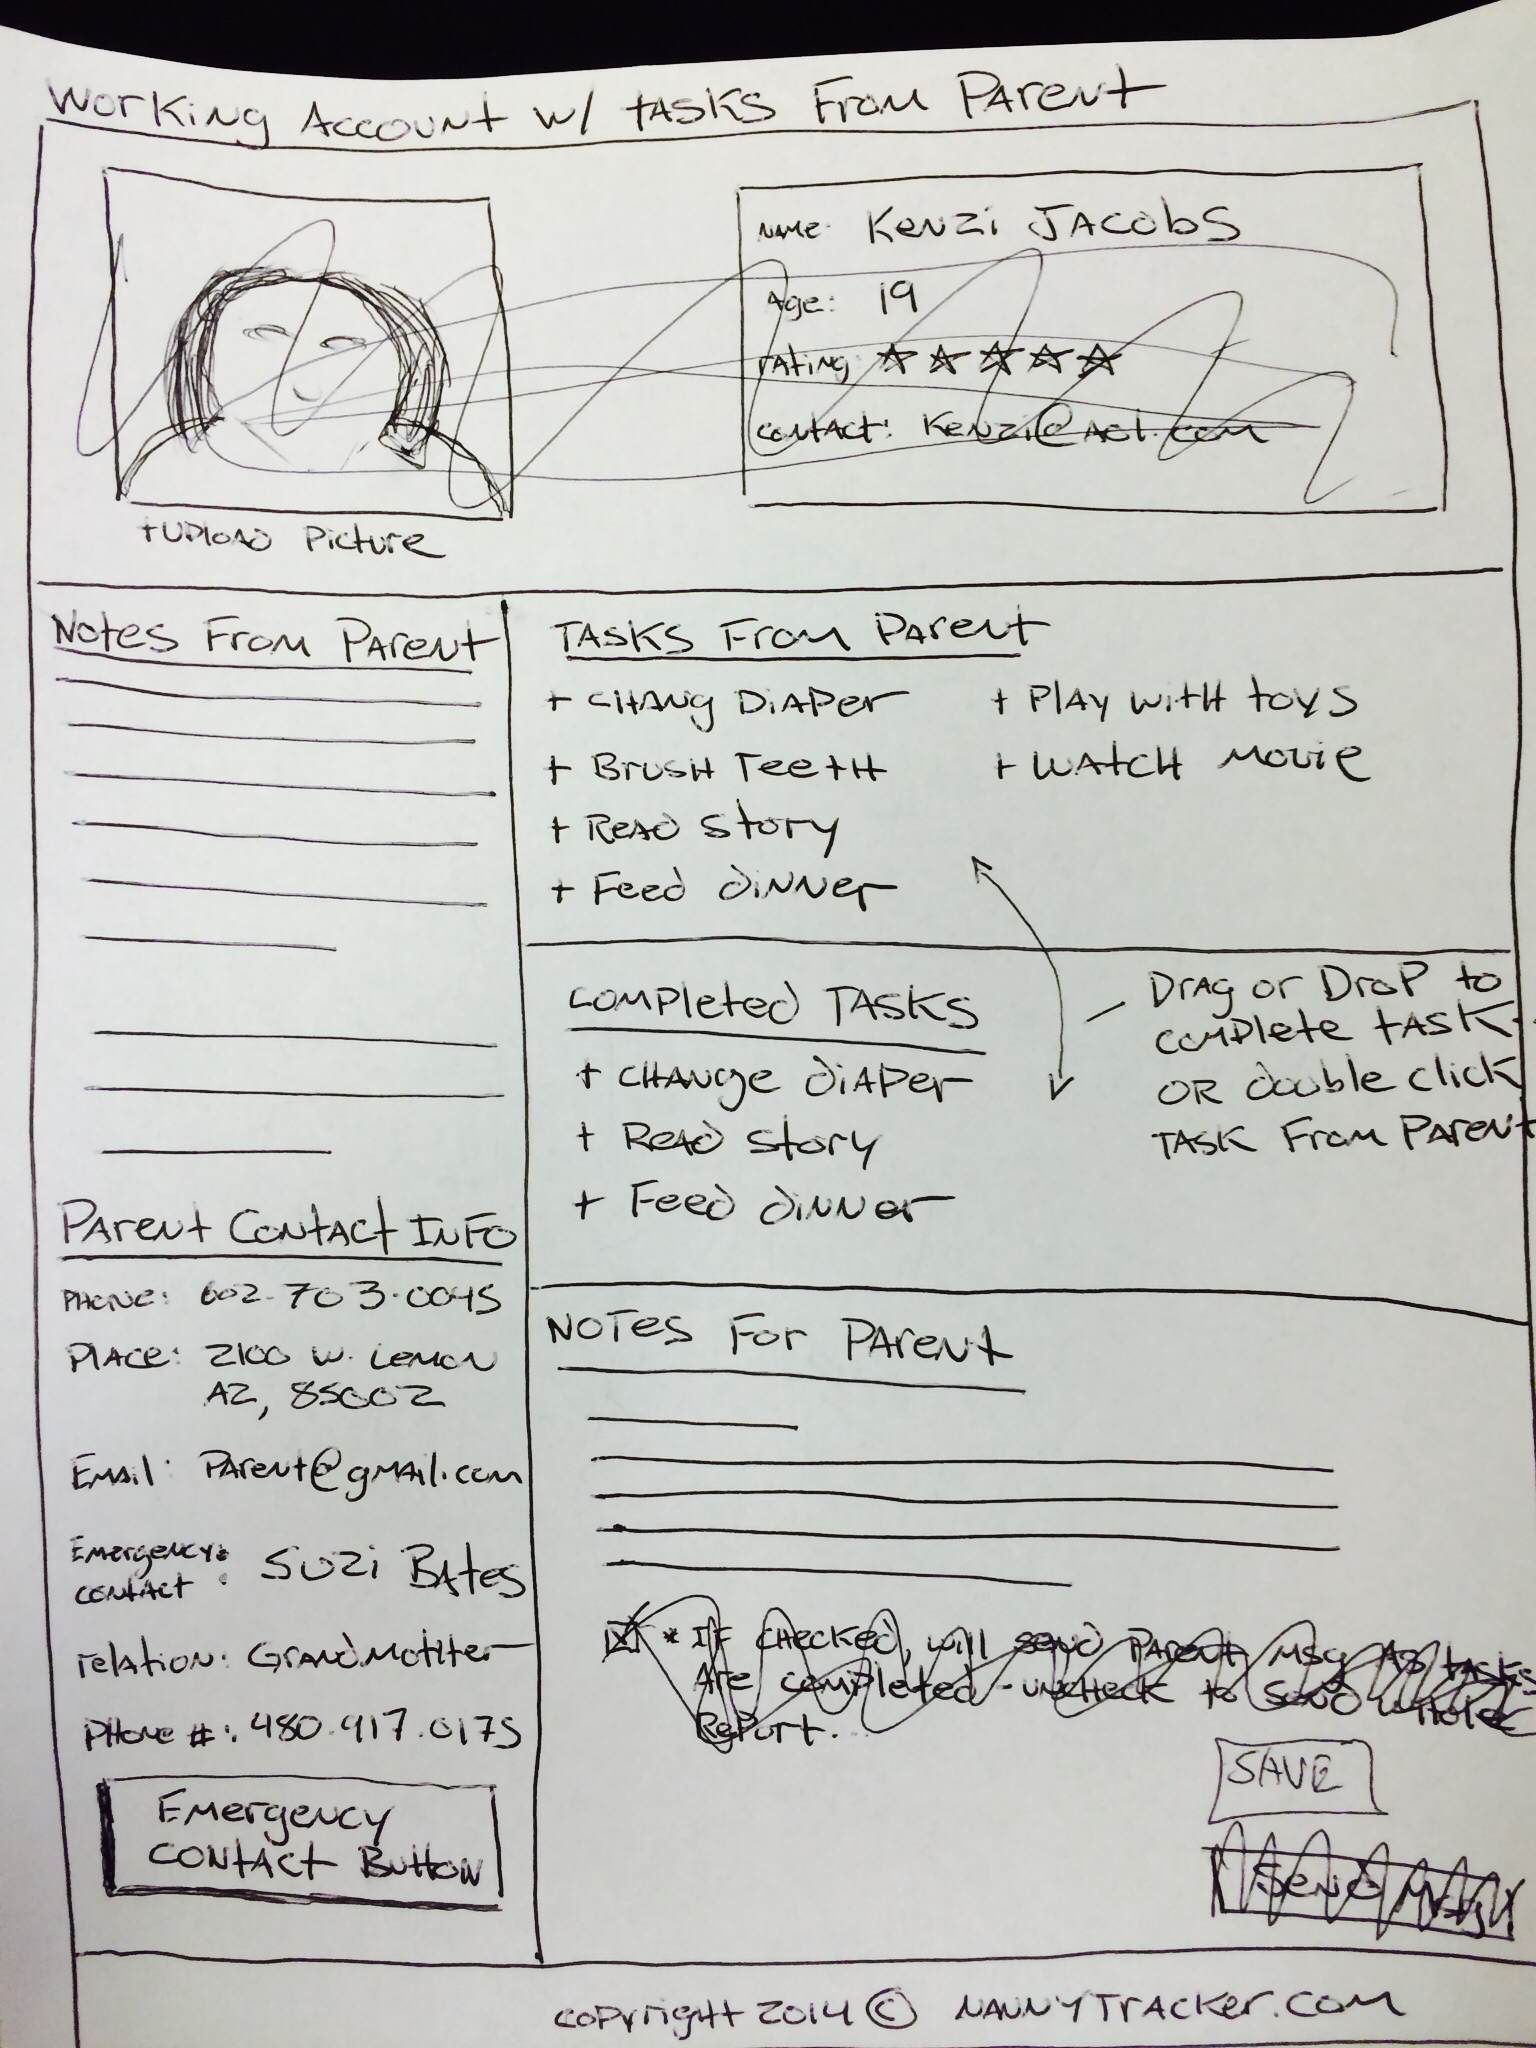 Working Account w/ tasks From Parent
Name: Kenzi Jacobs
Age: 19
rating: ☆☆☆☆☆
contact: Kenzi@aol.com
+ Upload Picture
Notes From Parent
Tasks From Parent
+ Chang Diaper
+ Brush Teeth
+ Read Story
+ Feed dinner
+ Play with toys
+ Watch Movie
Completed Tasks
+ Change diaper
+ Read Story
+ Feed dinner
Drag or Drop to
complete task
OR double click
Task From Parent
Parent Contact Info
Phone: 602-703-0045
Place: 2100 W. Lemon
AZ, 85002
Email: Parent@gmail.com
Emergency
contact: Suzi Bates
relation: Grandmother
Phone #: 480.917.0175
Emergency
Contact Button
Notes For Parent
* If checked, will send Parent msg as tasks
Are completed - uncheck to send whole
Report.
SAVE
Send
copyright 2014 © NANNYTracker.com